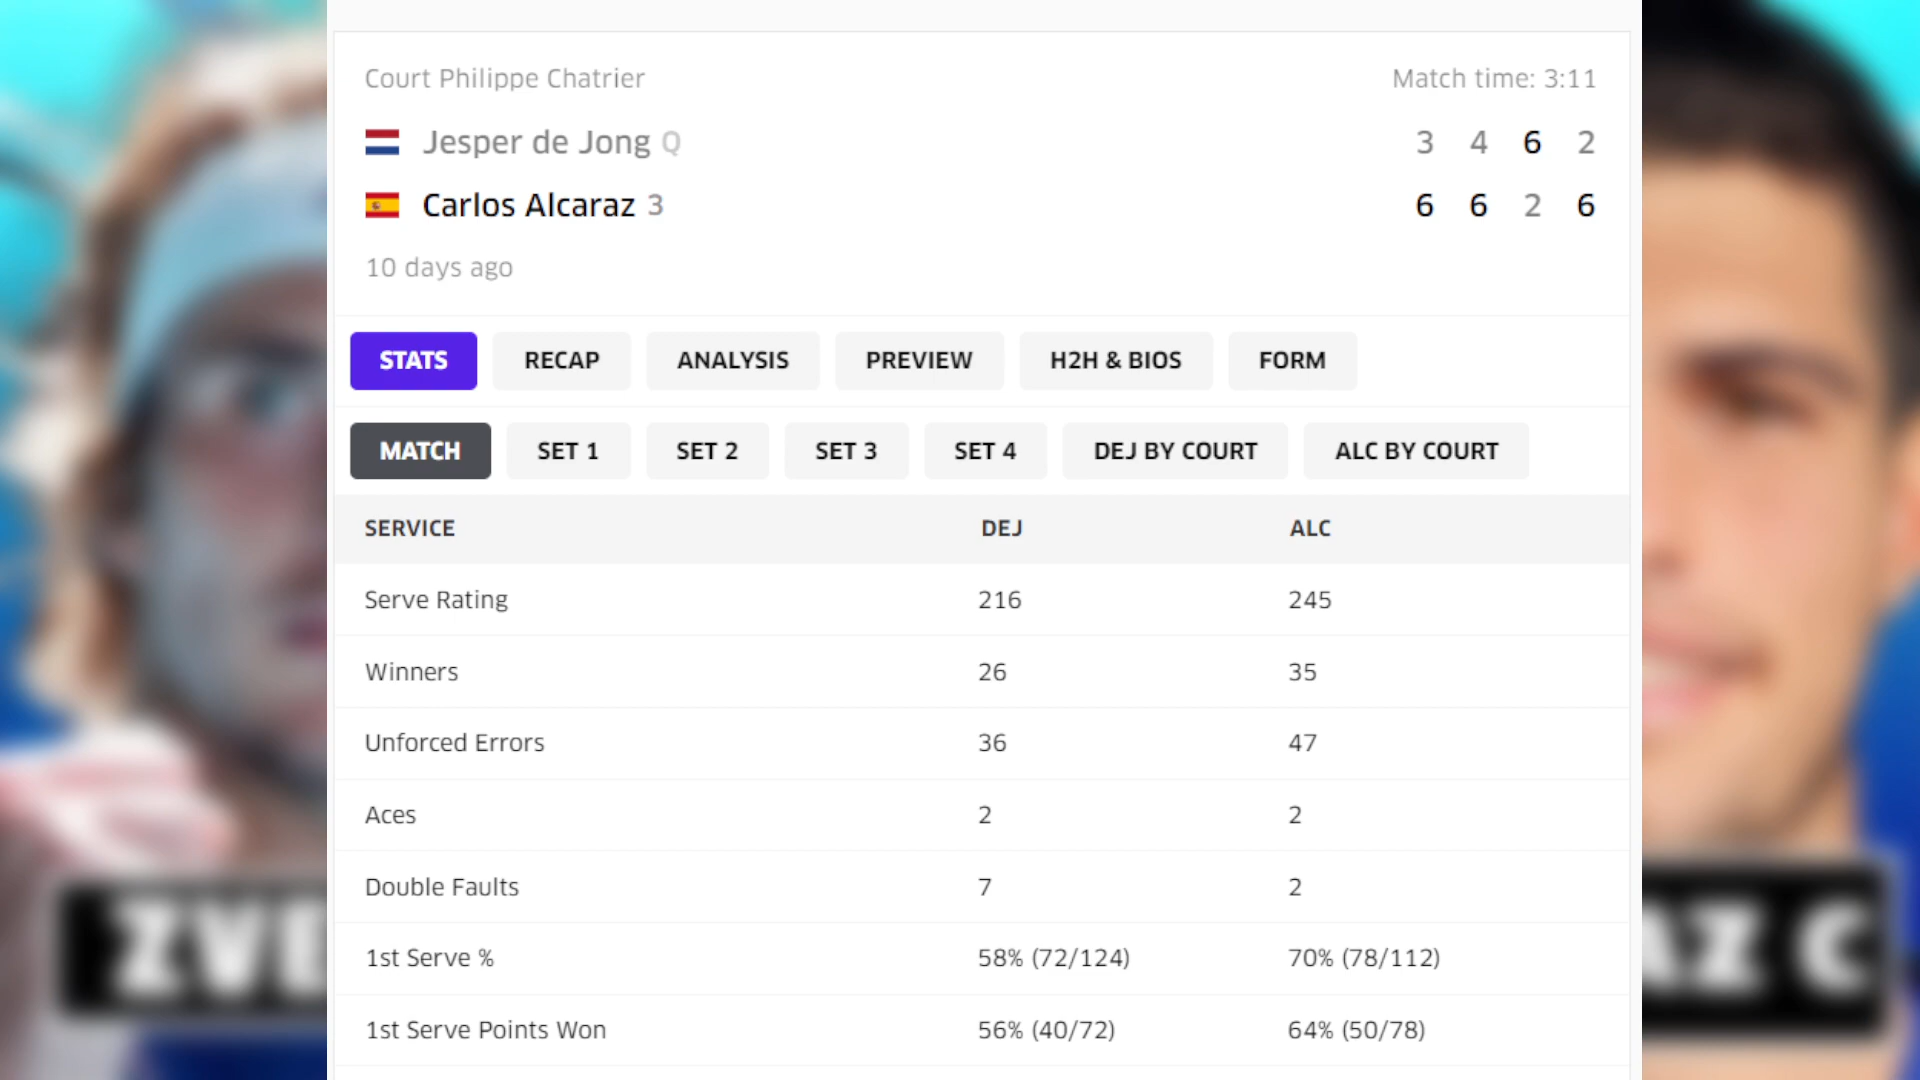 Court Philippe Chatrier Match time: 3:11
Jesper de Jong Q 3 4 6 2
Carlos Alcaraz 3 6 6 2 6
10 days ago
STATS RECAP ANALYSIS PREVIEW H2H & BIOS FORM
MATCH SET 1 SET 2 SET 3 SET 4 DEJ BY COURT ALC BY COURT
SERVICE DEJ ALC
Serve Rating 216 245
Winners 26 35
Unforced Errors 36 47
Aces 2 2
Double Faults 7 2
1st Serve % 58% (72/124) 70% (78/112)
1st Serve Points Won 56% (40/72) 64% (50/78)
ZVE AZ C